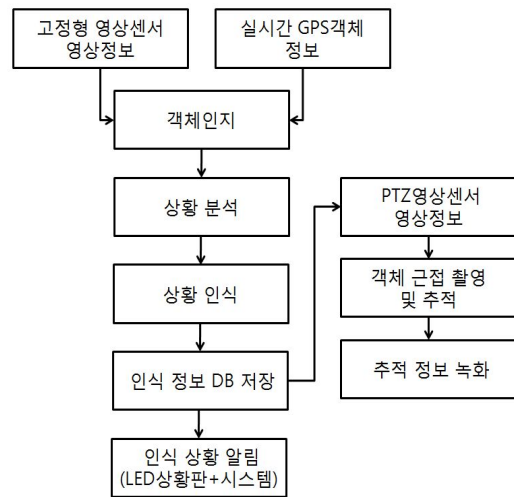 고정형 영상센서
영상정보
실시간 GPS객체
정보
객체인지
상황 분석
상황 인식
인식 정보 DB 저장
인식 상황 알림
(LED상황판+시스템)
PTZ영상센서
영상정보
객체 근접 촬영
및 추적
추적 정보 녹화